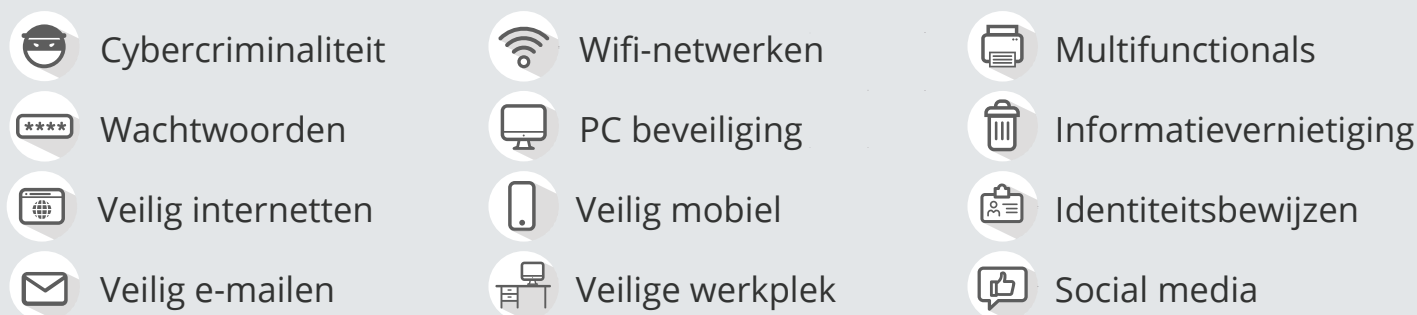 Cybercriminaliteit
Wachtwoorden
****
Veilig internetten
Veilig e-mailen
Wifi-netwerken
PC beveiliging
Veilig mobiel
Veilige werkplek
Multifunctionals
Informatievernietiging
Identiteitsbewijzen
Social media